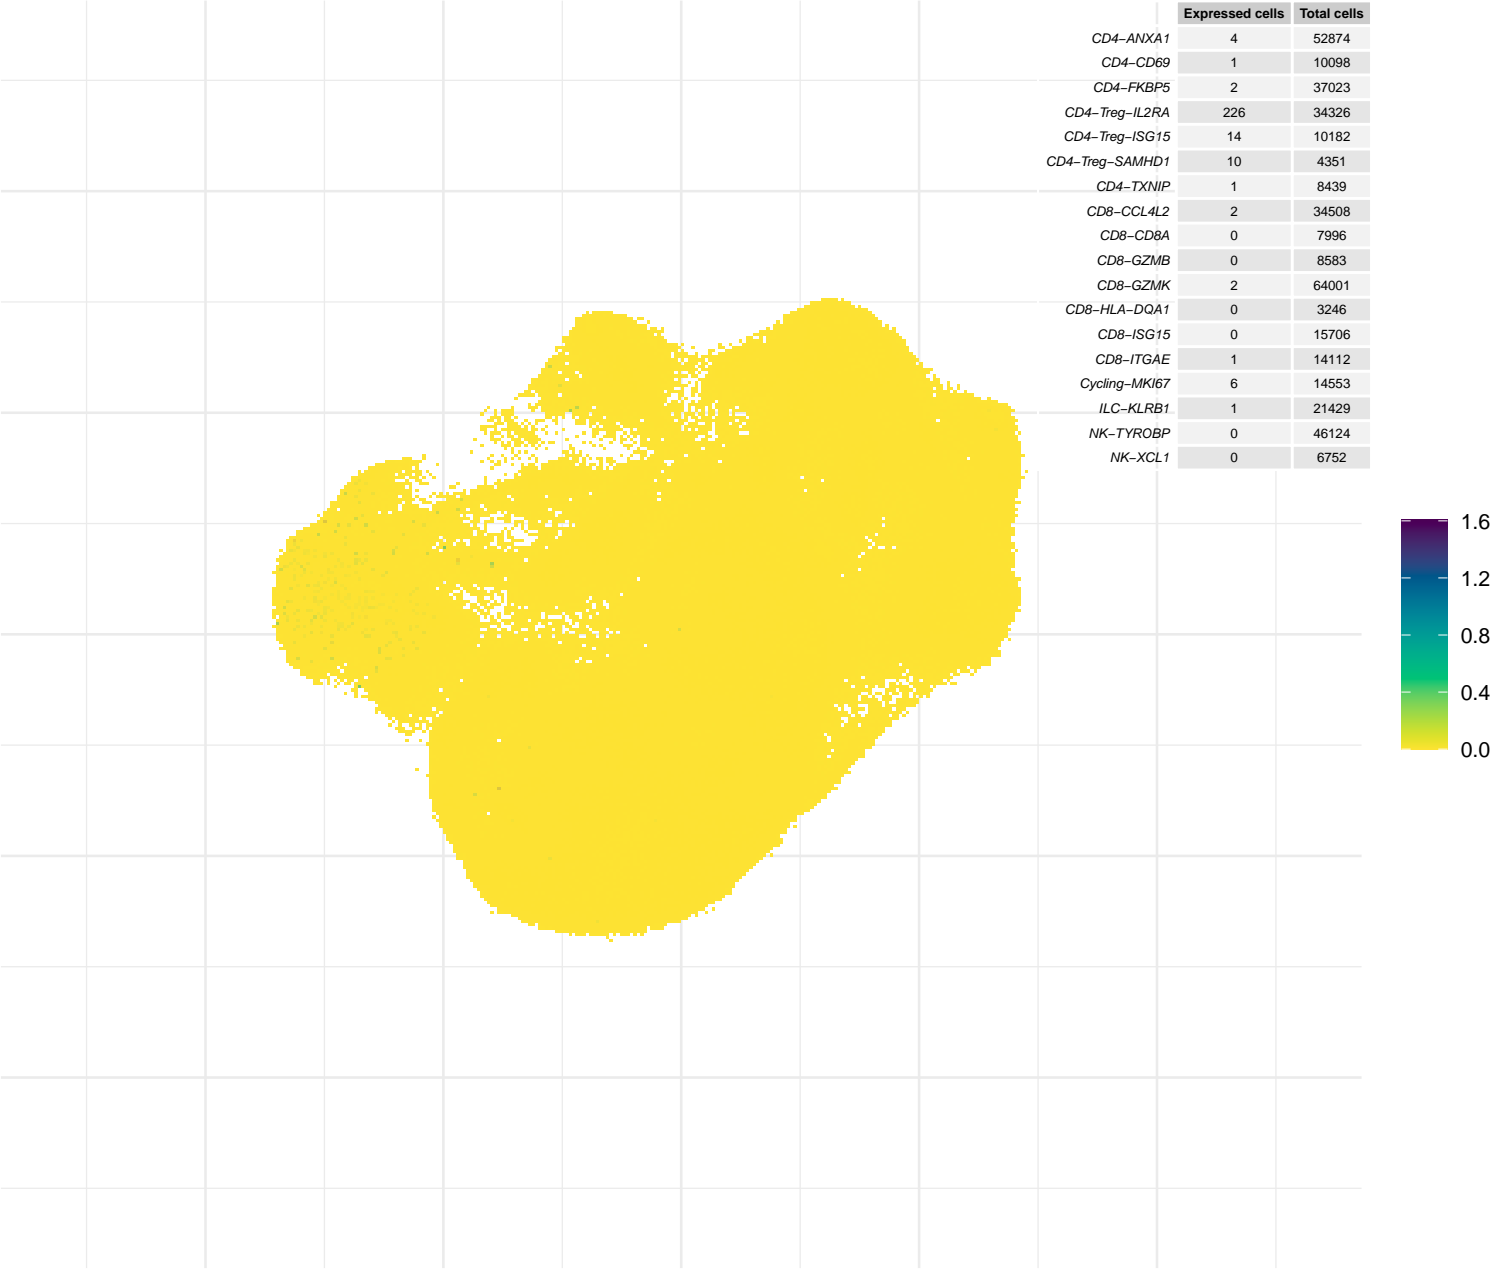 Expressed cells Total cells
CD4−ANXA1 4 52874
CD4−CD69 1 10098
CD4−FKBP5 2 37023
CD4−Treg−IL2RA 226 34326
CD4−Treg−ISG15 14 10182
CD4−Treg−SAMHD1 10 4351
CD4−TXNIP 1 8439
CD8−CCL4L2 2 34508
CD8−CD8A 0 7996
CD8−GZMB 0 8583
CD8−GZMK 2 64001
CD8−HLA−DQA1 0 3246
CD8−ISG15 0 15706
CD8−ITGAE 1 14112
Cycling−MKI67 6 14553
ILC−KLRB1 1 21429
NK−TYROBP 0 46124
NK−XCL1 0 6752
1.6
1.2
0.8
0.4
0.0